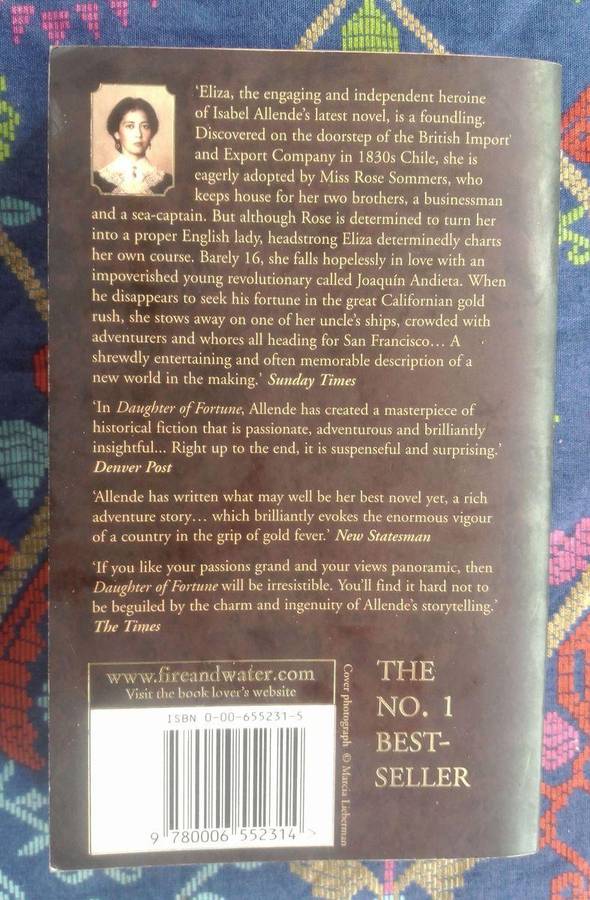 ‘Eliza, the engaging and independent heroine
of Isabel Allende’s latest novel, is a foundling.
Discovered on the doorstep of the British Import
and Export Company in 1830s Chile, she is
eagerly adopted by Miss Rose Sommers, who
keeps house for her two brothers, a businessman
and a sea-captain. But although Rose is determined to turn her
into a proper English lady, headstrong Eliza determinedly charts
her own course. Barely 16, she falls hopelessly in love with an
impoverished young revolutionary called Joaquín Andieta. When
he disappears to seek his fortune in the great Californian gold
rush, she stows away on one of her uncle’s ships, crowded with
adventurers and whores all heading for San Francisco… A
shrewdly entertaining and often memorable description of a
new world in the making.’ Sunday Times
‘In Daughter of Fortune, Allende has created a masterpiece of
historical fiction that is passionate, adventurous and brilliantly
insightful... Right up to the end, it is suspenseful and surprising.’
Denver Post
‘Allende has written what may well be her best novel yet, a rich
adventure story… which brilliantly evokes the enormous vigour
of a country in the grip of gold fever.’ New Statesman
‘If you like your passions grand and your views panoramic, then
Daughter of Fortune will be irresistible. You’ll find it hard not to
be beguiled by the charm and ingenuity of Allende’s storytelling.’
The Times
www.fireandwater.com
Visit the book lover’s website
ISBN 0-00-655231-5
9 780006 552314 >
Cover photograph © Marcia Lieberman
THE
NO. 1
BEST-
SELLER